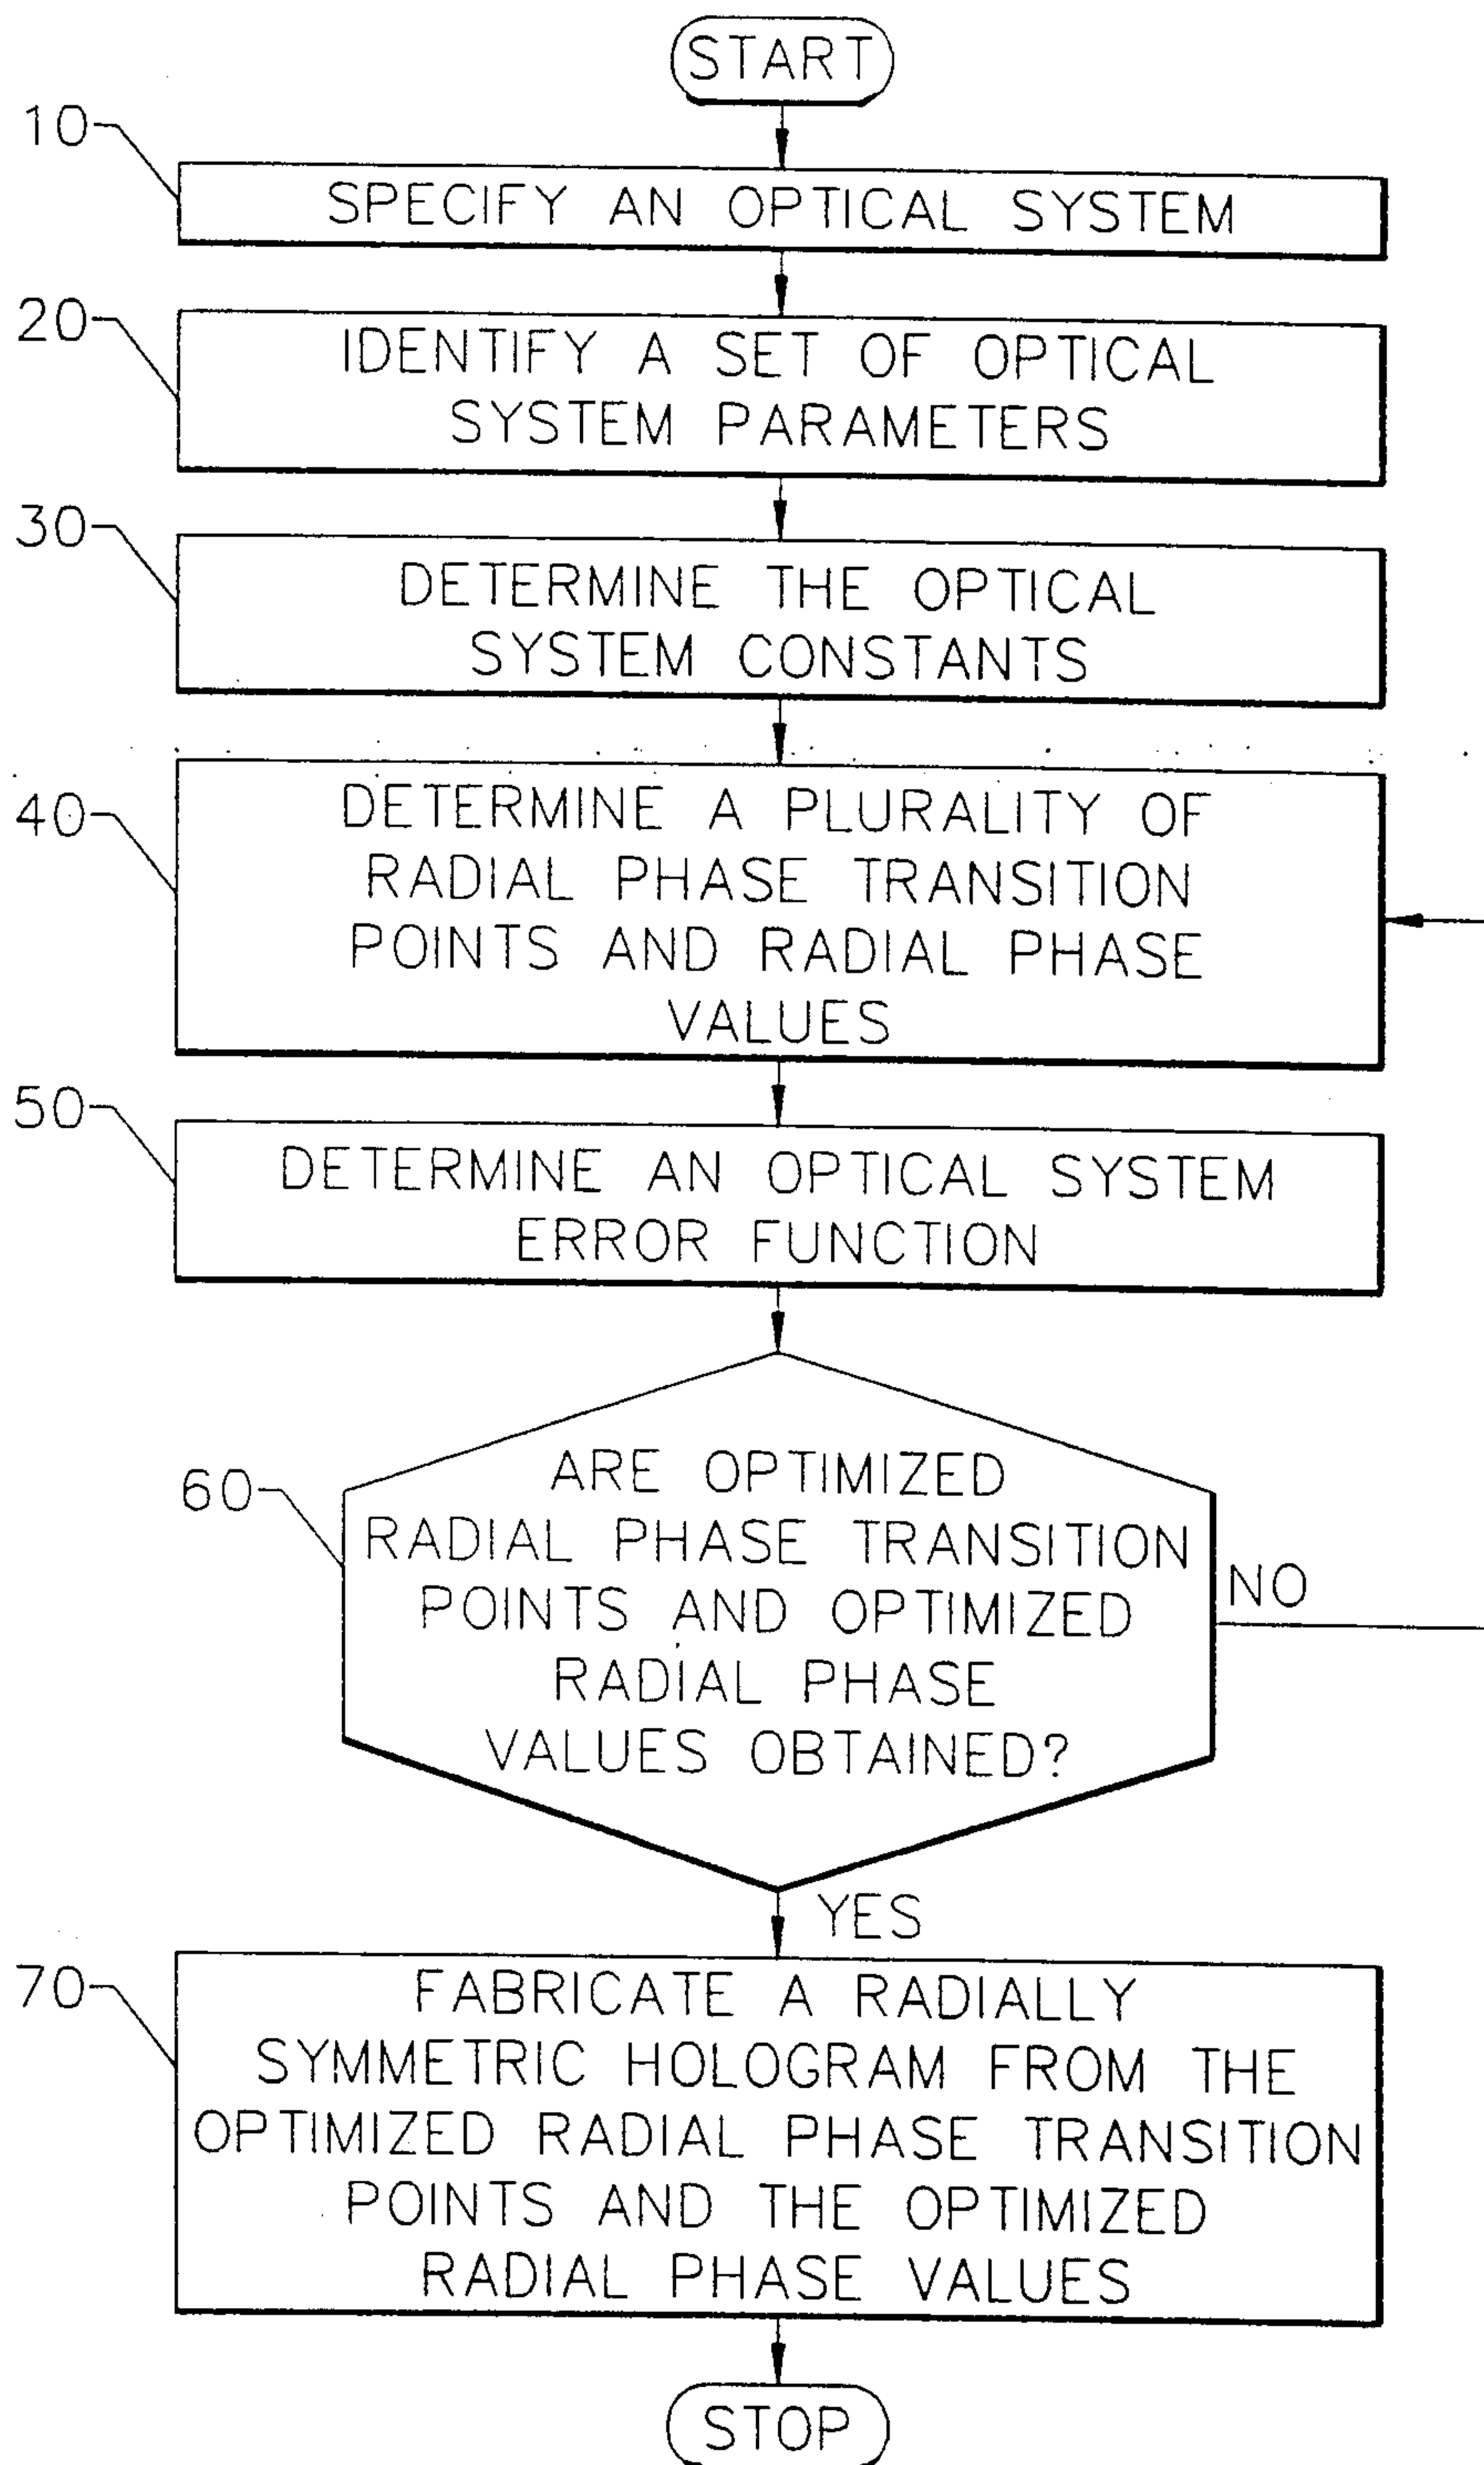 START
10
SPECIFY AN OPTICAL SYSTEM
20
IDENTIFY A SET OF OPTICAL
SYSTEM PARAMETERS
30
DETERMINE THE OPTICAL
SYSTEM CONSTANTS
40
DETERMINE A PLURALITY OF
RADIAL PHASE TRANSITION
POINTS AND RADIAL PHASE
VALUES
50
DETERMINE AN OPTICAL SYSTEM
ERROR FUNCTION
60
ARE OPTIMIZED
RADIAL PHASE TRANSITION
POINTS AND OPTIMIZED
RADIAL PHASE
VALUES OBTAINED?
NO
YES
70
FABRICATE A RADIALLY
SYMMETRIC HOLOGRAM FROM THE
OPTIMIZED RADIAL PHASE TRANSITION
POINTS AND THE OPTIMIZED
RADIAL PHASE VALUES
STOP